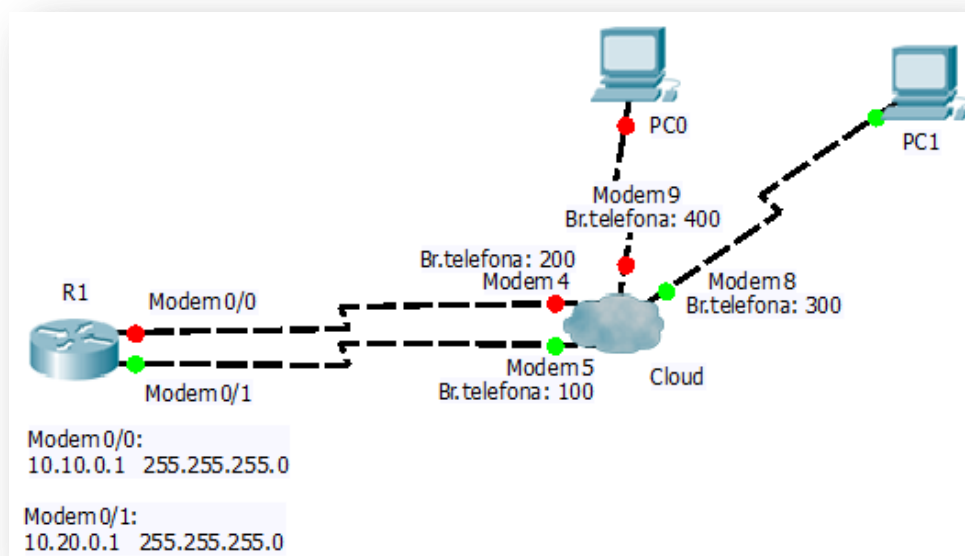 PC0
PC1
Modem 9
Br.telefona: 400
Br.telefona: 200
Modem 4
Modem 8
Br.telefona: 300
R1
Modem 0/0
Modem 5
Br.telefona: 100
Cloud
Modem 0/1
Modem 0/0:
10.10.0.1 255.255.255.0
Modem 0/1:
10.20.0.1 255.255.255.0